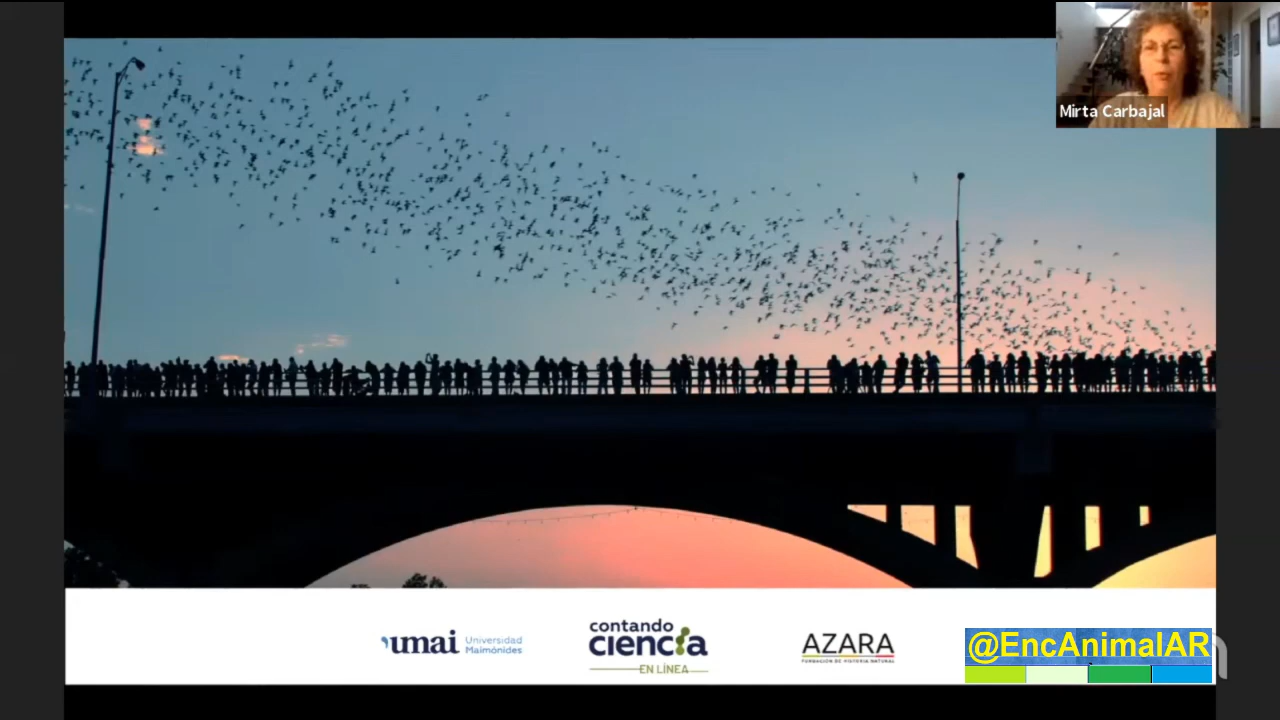 Mirta Carbajal
umai Universidad
Maimónides
contando
ciencia
EN LÍNEA
AZARA
FUNDACIÓN DE HISTORIA NATURAL
@EncAnimalAR